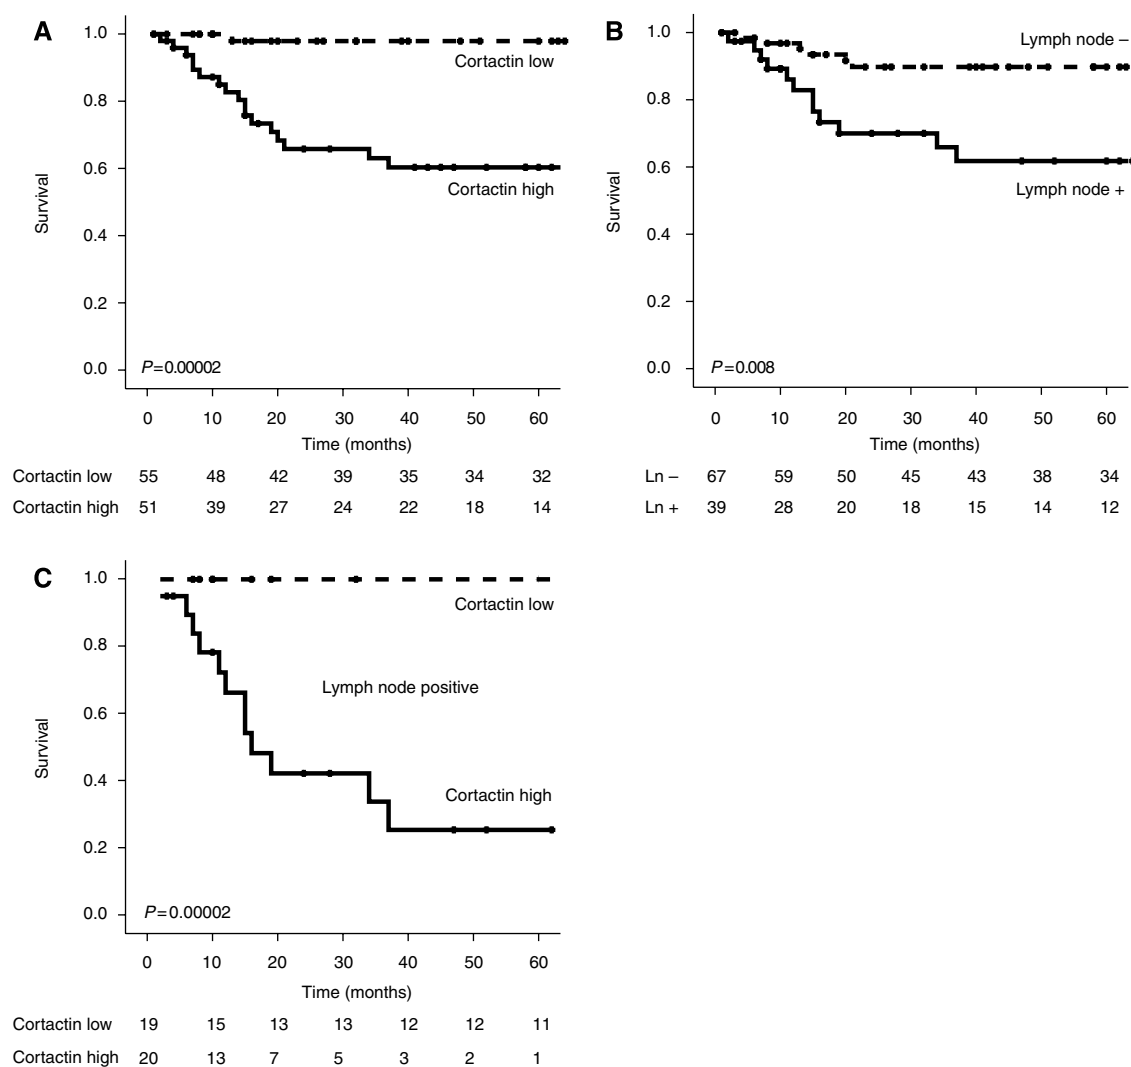 A
1.0
0.8
0.6
0.4
0.2
0.0
Survival
Cortactin low
Cortactin high
P=0.00002
0 10 20 30 40 50 60
Time (months)
Cortactin low 55 48 42 39 35 34 32
Cortactin high 51 39 27 24 22 18 14
B
1.0
0.8
0.6
0.4
0.2
0.0
Survival
Lymph node –
Lymph node +
P=0.008
0 10 20 30 40 50 60
Time (months)
Ln – 67 59 50 45 43 38 34
Ln + 39 28 20 18 15 14 12
C
1.0
0.8
0.6
0.4
0.2
0.0
Survival
Cortactin low
Lymph node positive
Cortactin high
P=0.00002
0 10 20 30 40 50 60
Time (months)
Cortactin low 19 15 13 13 12 12 11
Cortactin high 20 13 7 5 3 2 1